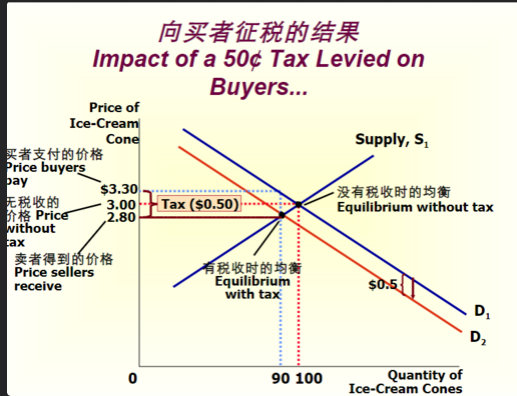 向买者征税的结果
Impact of a 50¢ Tax Levied on
Buyers...
Price of
Ice-Cream
Cone
Supply, S1
买者支付的价格
Price buyers
pay
$3.30
3.00
2.80
Tax ($0.50)
无税收的
价格 Price
without
tax
没有税收时的均衡
Equilibrium without tax
卖者得到的价格
Price sellers
receive
有税收时的均衡
Equilibrium
with tax
$0.5
D1
D2
0
90 100
Quantity of
Ice-Cream Cones